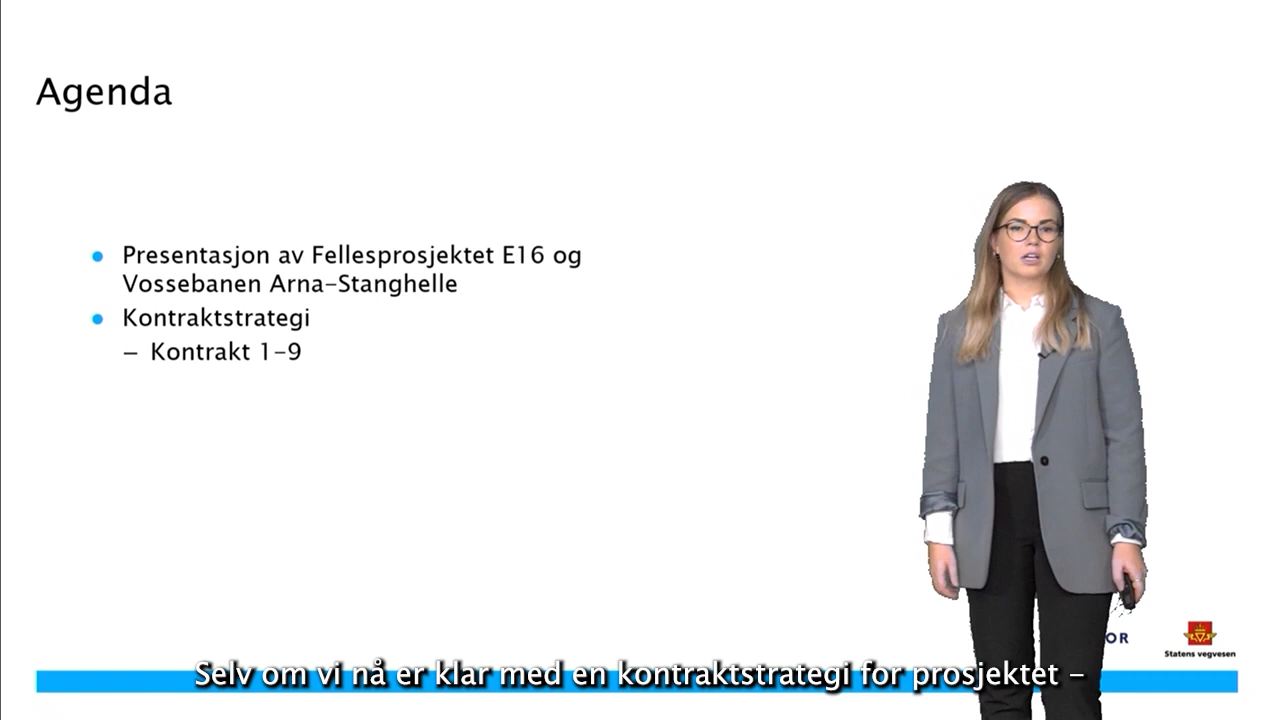 Agenda
● Presentasjon av Fellesprosjektet E16 og
Vossebanen Arna-Stanghelle
● Kontraktstrategi
– Kontrakt 1-9
OR
Statens vegvesen
Selv om vi nå er klar med en kontraktstrategi for prosjektet –